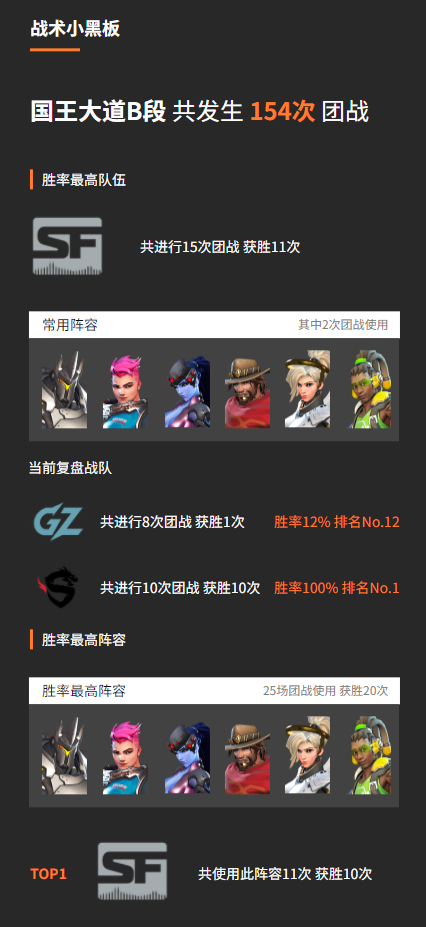 战术小黑板
国王大道B段 共发生 154次 团战
胜率最高队伍
SF
共进行15次团战 获胜11次
常用阵容 其中2次团战使用
当前复盘战队
GZ 共进行8次团战 获胜1次 胜率12% 排名No.12
共进行10次团战 获胜10次 胜率100% 排名No.1
胜率最高阵容
胜率最高阵容 25场团战使用 获胜20次
TOP1 SF 共使用此阵容11次 获胜10次